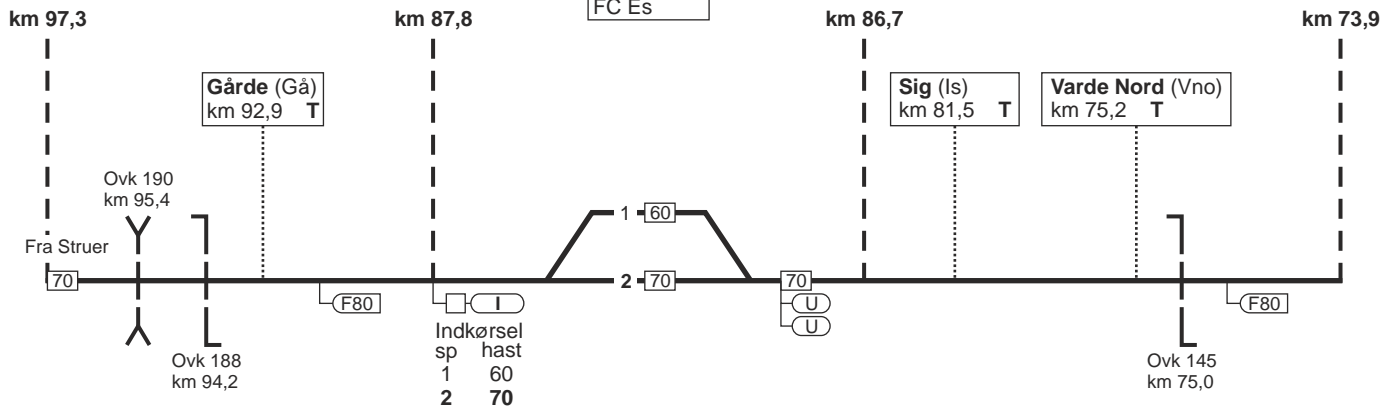 FC Es
km 97,3
km 87,8
km 86,7
km 73,9
Gårde (Gå)
km 92,9 T
Sig (Is)
km 81,5 T
Varde Nord (Vno)
km 75,2 T
Ovk 190
km 95,4
1 60
Fra Struer
70
2 70
70
F80
I
U
F80
U
Indkørsel
sp hast
1 60
2 70
Ovk 188
km 94,2
Ovk 145
km 75,0